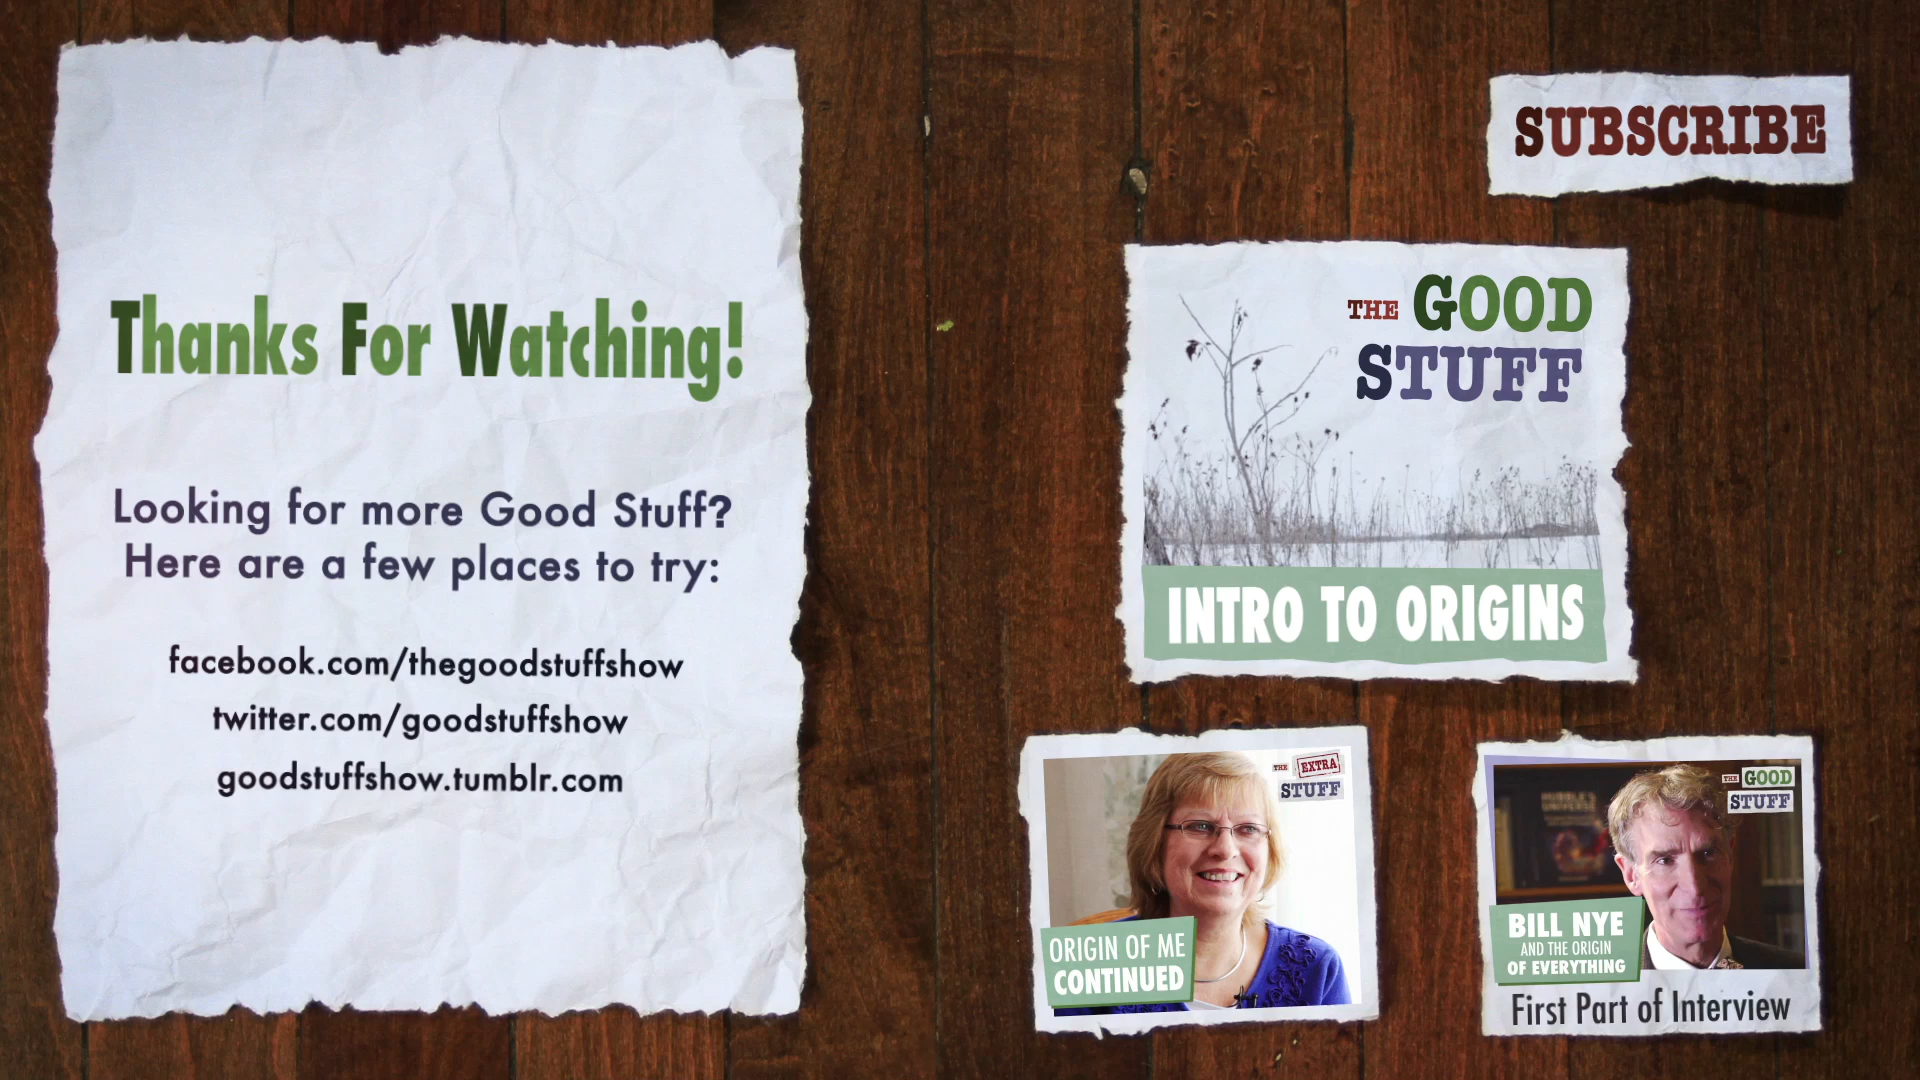 Thanks For Watching!
Looking for more Good Stuff?
Here are a few places to try:
facebook.com/thegoodstuffshow
twitter.com/goodstuffshow
goodstuffshow.tumblr.com
SUBSCRIBE
THE GOOD
STUFF
INTRO TO ORIGINS
THE EXTRA
STUFF
ORIGIN OF ME
CONTINUED
THE GOOD
STUFF
HUBBLE'S
UNIVERSE
BILL NYE
AND THE ORIGIN
OF EVERYTHING
First Part of Interview